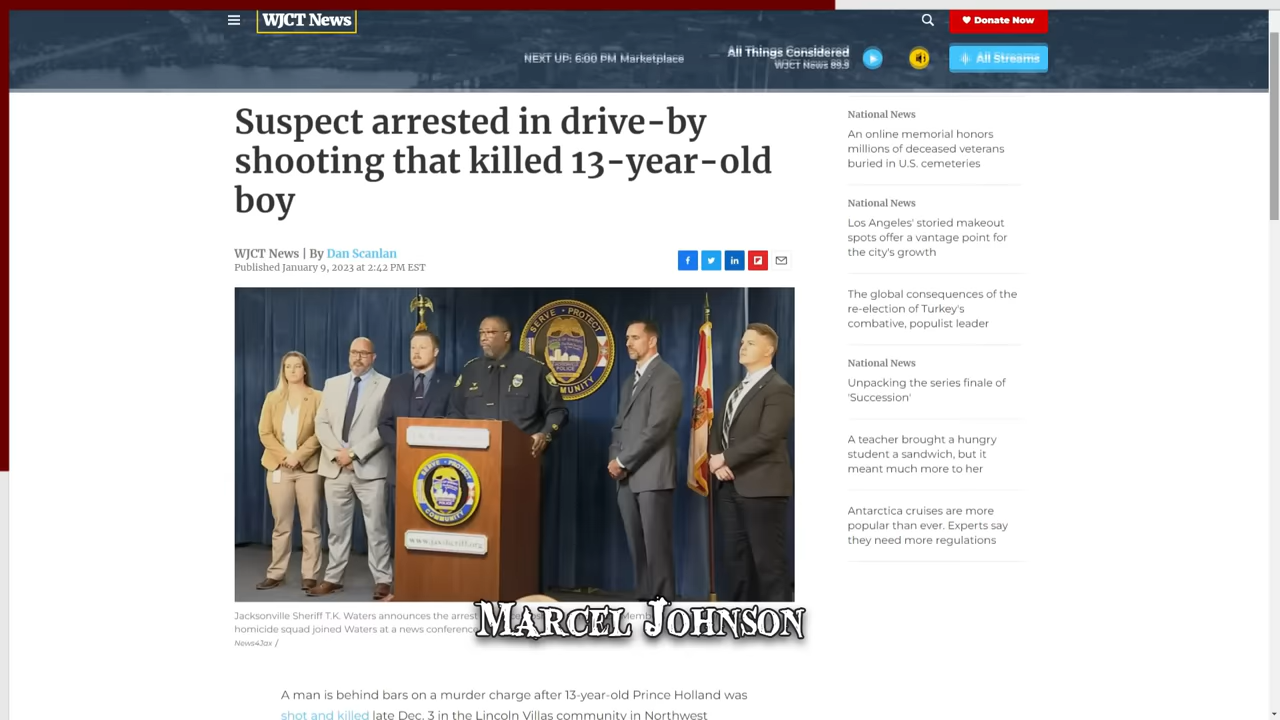 WJCT News
Donate Now
NEXT UP: 6:00 PM Marketplace
All Things Considered
WJCT News 89.9
All Streams
Suspect arrested in drive-by
shooting that killed 13-year-old
boy
WJCT News | By Dan Scanlan
Published January 9, 2023 at 2:42 PM EST
SERVE • PROTECT
COMMUNITY
SERVE • PROTECT
COMMUNITY
Jacksonville Sheriff T.K. Waters announces the arrest
homicide squad joined Waters at a news conference
News4Jax /
MARCEL JOHNSON
A man is behind bars on a murder charge after 13-year-old Prince Holland was
shot and killed late Dec. 3 in the Lincoln Villas community in Northwest
National News
An online memorial honors
millions of deceased veterans
buried in U.S. cemeteries
National News
Los Angeles' storied makeout
spots offer a vantage point for
the city's growth
The global consequences of the
re-election of Turkey's
combative, populist leader
National News
Unpacking the series finale of
'Succession'
A teacher brought a hungry
student a sandwich, but it
meant much more to her
Antarctica cruises are more
popular than ever. Experts say
they need more regulations